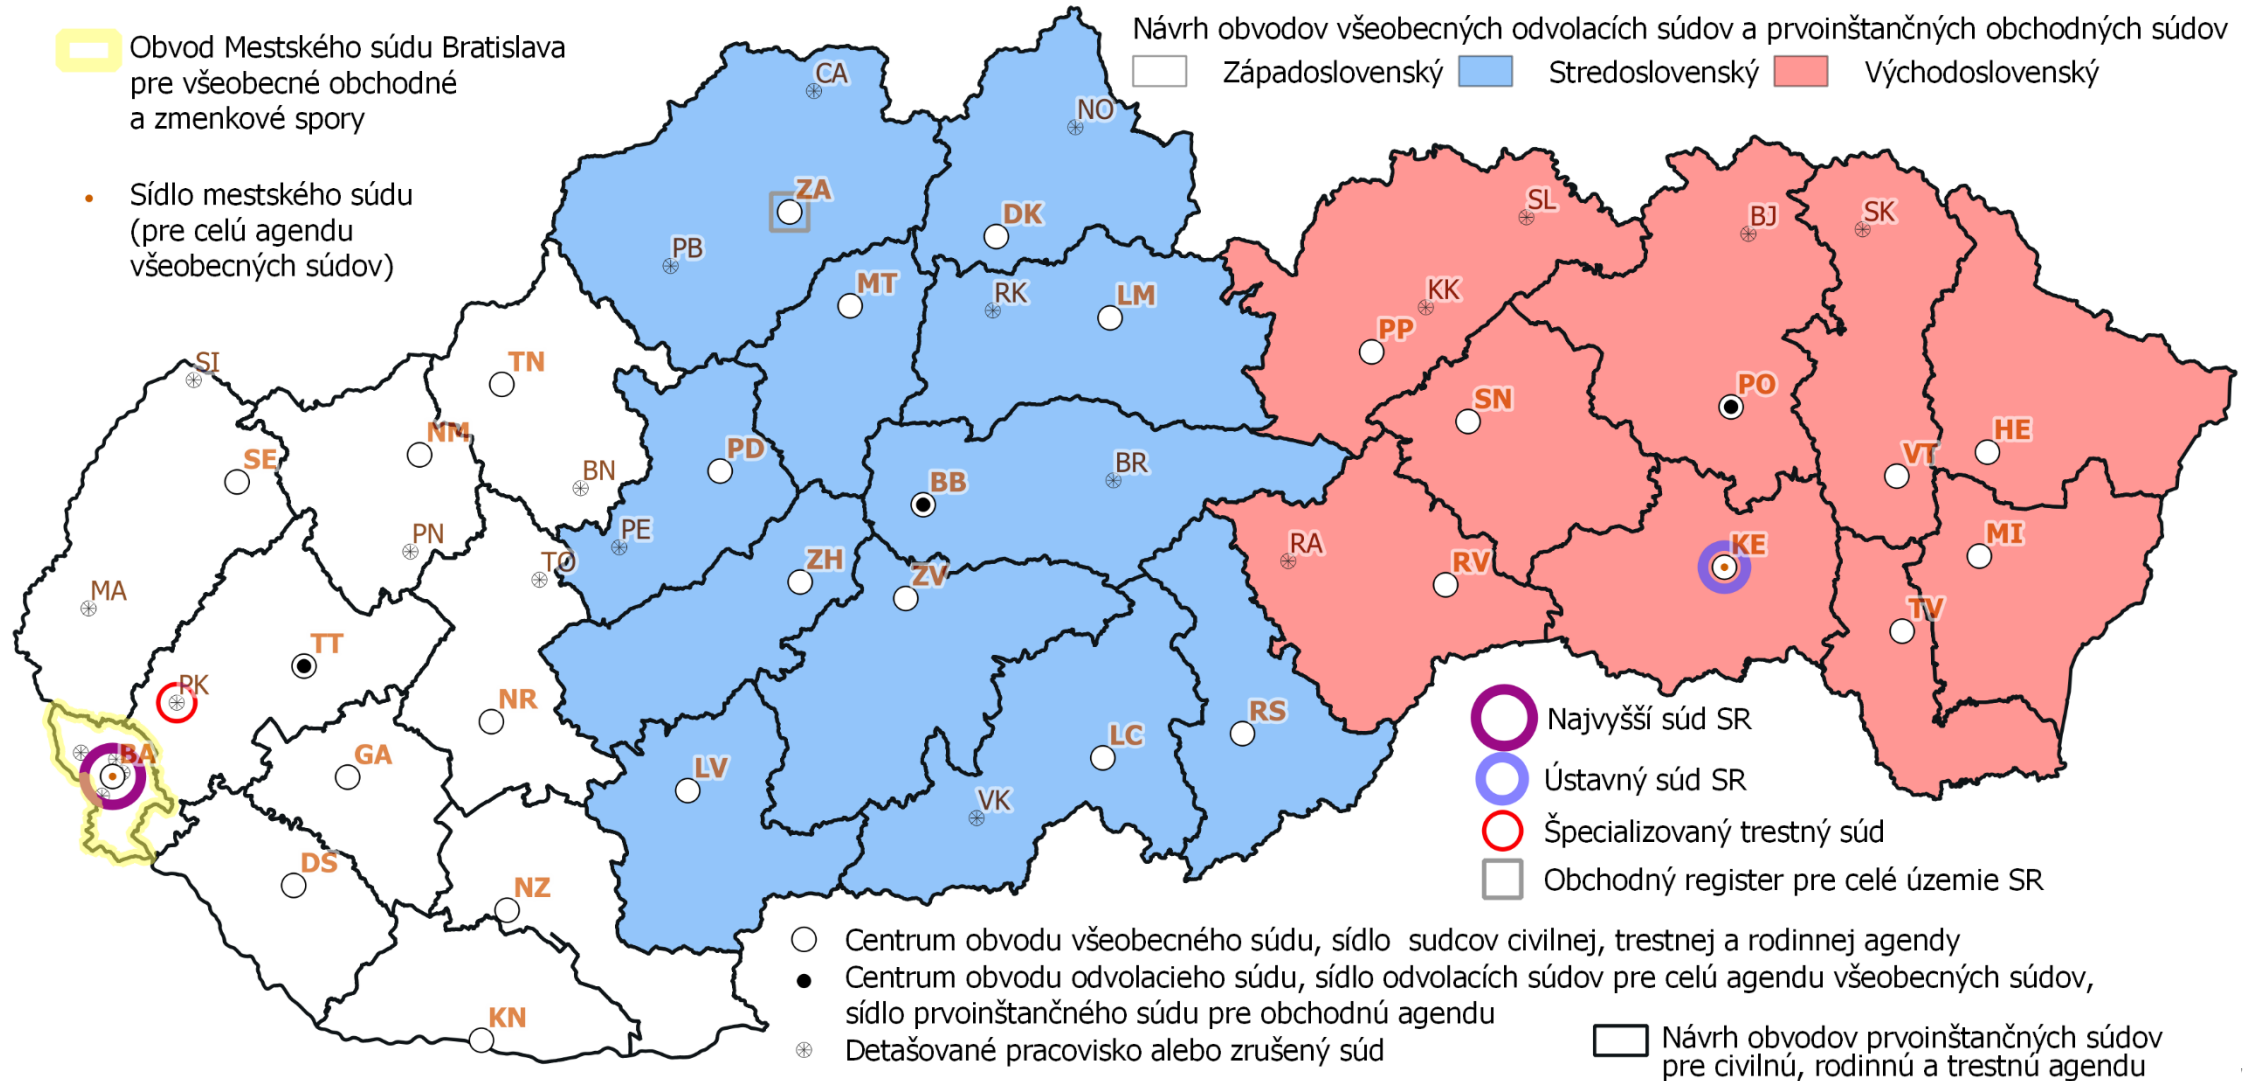 Obvod Mestského súdu Bratislava
pre všeobecné obchodné
a zmenkové spory
Sídlo mestského súdu
(pre celú agendu
všeobecných súdov)
Návrh obvodov všeobecných odvolacích súdov a prvoinštančných obchodných súdov
Západoslovenský
Stredoslovenský
Východoslovenský
CA
NO
ZA
DK
SL
BJ
SK
PB
MT
RK
LM
KK
PP
SI
TN
SN
PO
NM
SE
PD
BB
BR
HE
VT
BN
PN
PE
TO
ZH
ZV
RA
RV
KE
MI
MA
TT
TV
PK
NR
BA
GA
LV
LC
RS
VK
DS
NZ
KN
Najvyšší súd SR
Ústavný súd SR
Špecializovaný trestný súd
Obchodný register pre celé územie SR
Centrum obvodu všeobecného súdu, sídlo sudcov civilnej, trestnej a rodinnej agendy
Centrum obvodu odvolacieho súdu, sídlo odvolacích súdov pre celú agendu všeobecných súdov,
sídlo prvoinštančného súdu pre obchodnú agendu
Detašované pracovisko alebo zrušený súd
Návrh obvodov prvoinštančných súdov
pre civilnú, rodinnú a trestnú agendu